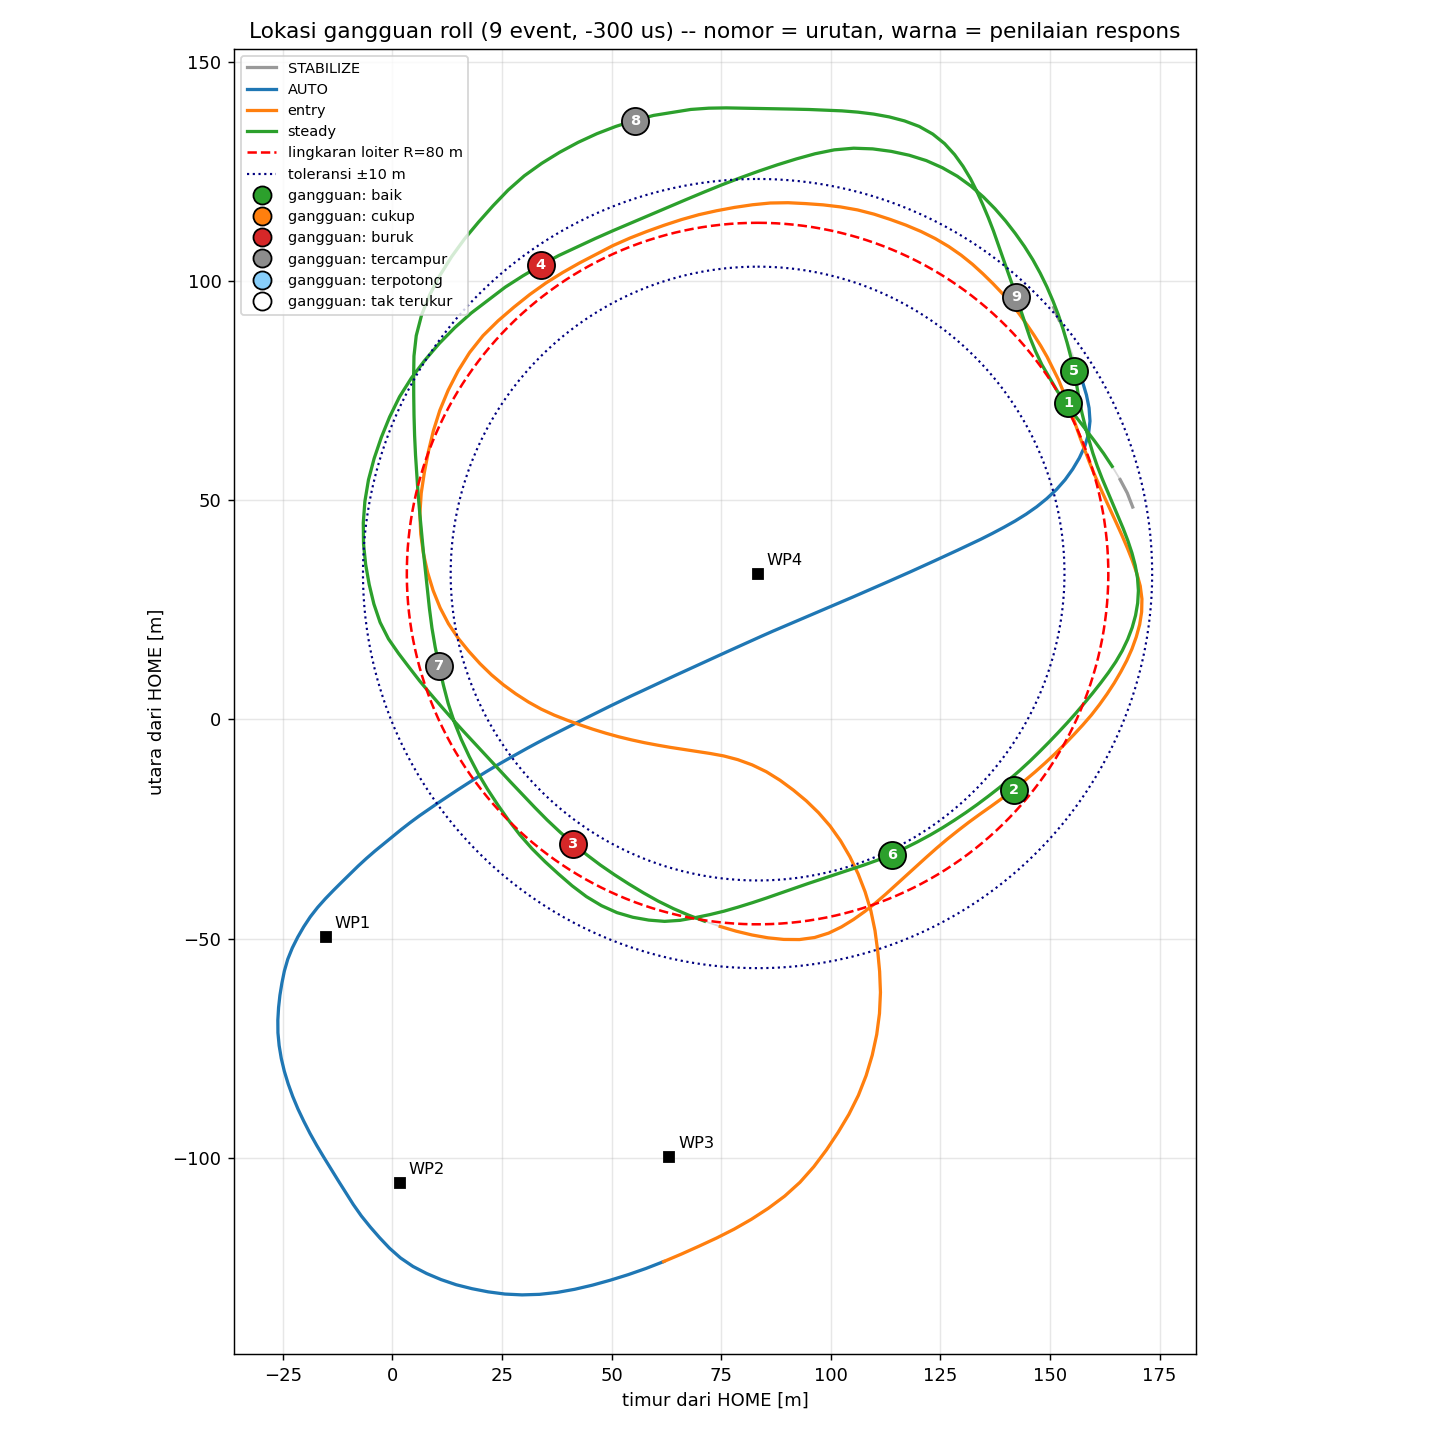 Lokasi gangguan roll (9 event, -300 us) -- nomor = urutan, warna = penilaian respons
STABILIZE
AUTO
entry
steady
lingkaran loiter R=80 m
toleransi ±10 m
gangguan: baik
gangguan: cukup
gangguan: buruk
gangguan: tercampur
gangguan: terpotong
gangguan: tak terukur
150
100
50
0
−50
−100
utara dari HOME [m]
8
4
9
5
1
WP4
7
2
3
6
WP1
WP3
WP2
−25 0 25 50 75 100 125 150 175
timur dari HOME [m]